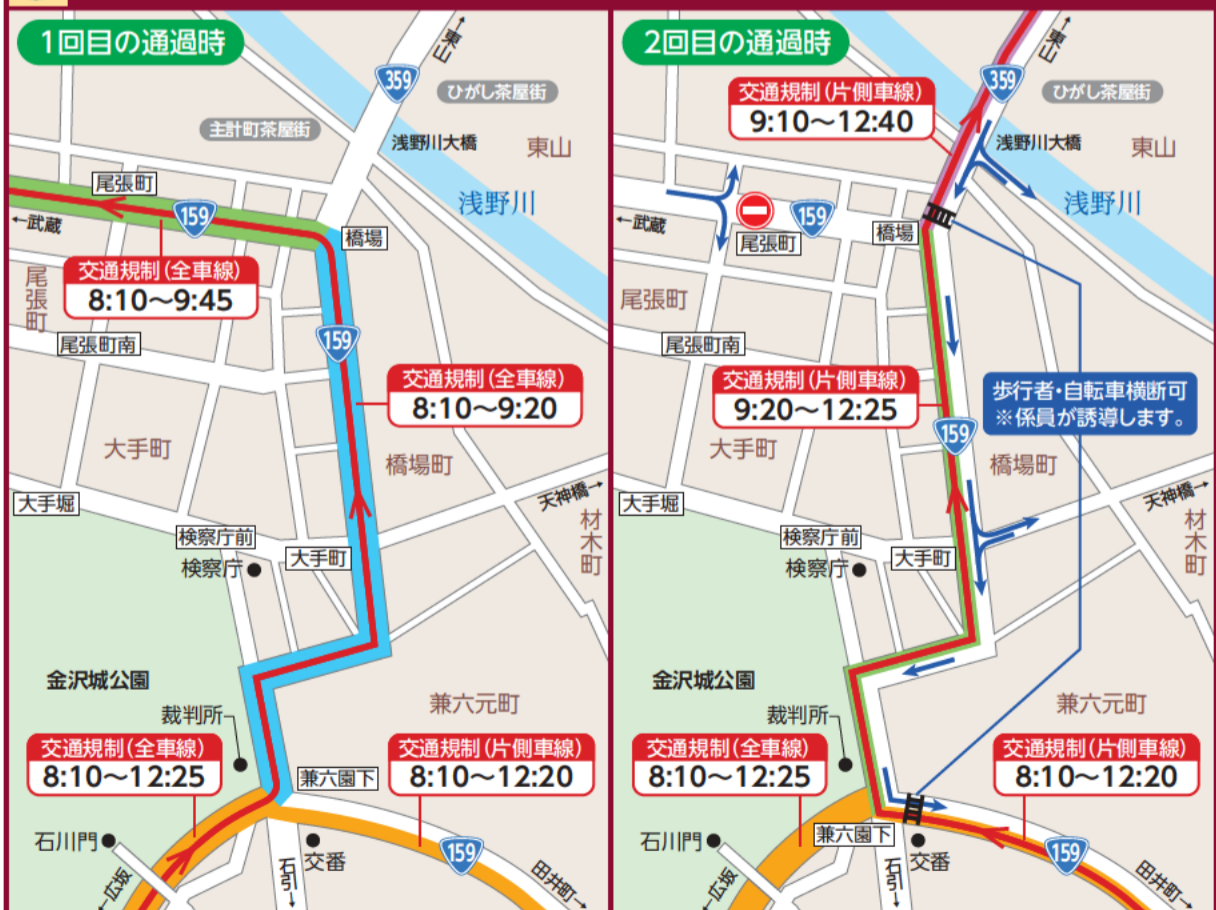 1回目の通過時
↑東山
359
ひがし茶屋街
主計町茶屋街
浅野川大橋
東山
尾張町
159
浅野川
←武蔵
橋場
交通規制(全車線)
8:10〜9:45
尾張町
159
尾張町南
交通規制(全車線)
8:10〜9:20
大手町
橋場町
大手堀
天神橋→
検察庁前
大手町
材木町
検察庁
金沢城公園
兼六元町
裁判所
交通規制(全車線)
8:10〜12:25
交通規制(片側車線)
8:10〜12:20
兼六園下
石川門
交番
159
←広坂
石引→
田井町→
2回目の通過時
↑東山
359
交通規制(片側車線)
9:10〜12:40
ひがし茶屋街
浅野川大橋
東山
浅野川
159
←武蔵
尾張町
橋場
尾張町
尾張町南
交通規制(片側車線)
9:20〜12:25
歩行者・自転車横断可
※係員が誘導します。
159
大手町
橋場町
大手堀
天神橋→
検察庁前
大手町
材木町
検察庁
金沢城公園
兼六元町
裁判所
交通規制(全車線)
8:10〜12:25
交通規制(片側車線)
8:10〜12:20
兼六園下
石川門
交番
159
←広坂
石引→
田井町→